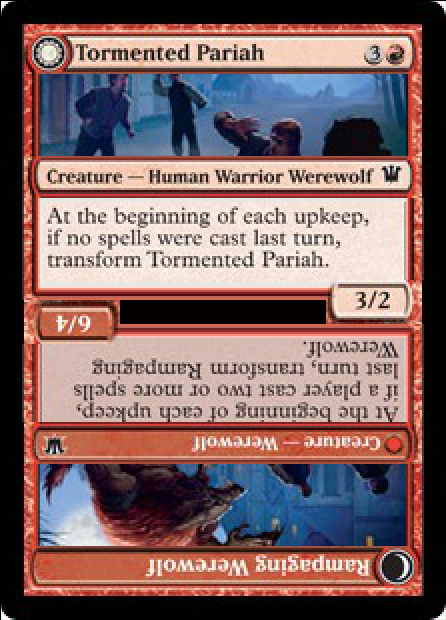 Tormented Pariah 3
Creature — Human Warrior Werewolf
At the beginning of each upkeep,
if no spells were cast last turn,
transform Tormented Pariah.
3/2
Rampaging Werewolf
Creature — Werewolf
At the beginning of each upkeep,
if a player cast two or more spells
last turn, transform Rampaging
Werewolf.
6/4